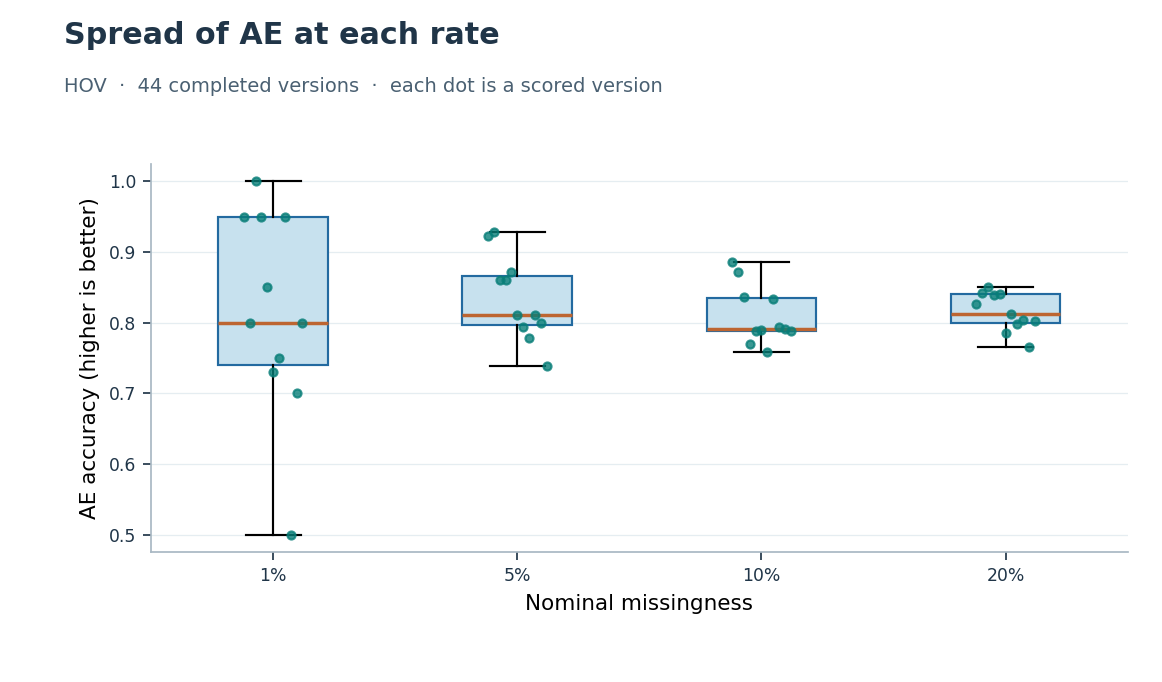 Spread of AE at each rate
HOV · 44 completed versions · each dot is a scored version
AE accuracy (higher is better)
1.0
0.9
0.8
0.7
0.6
0.5
1% 5% 10% 20%
Nominal missingness